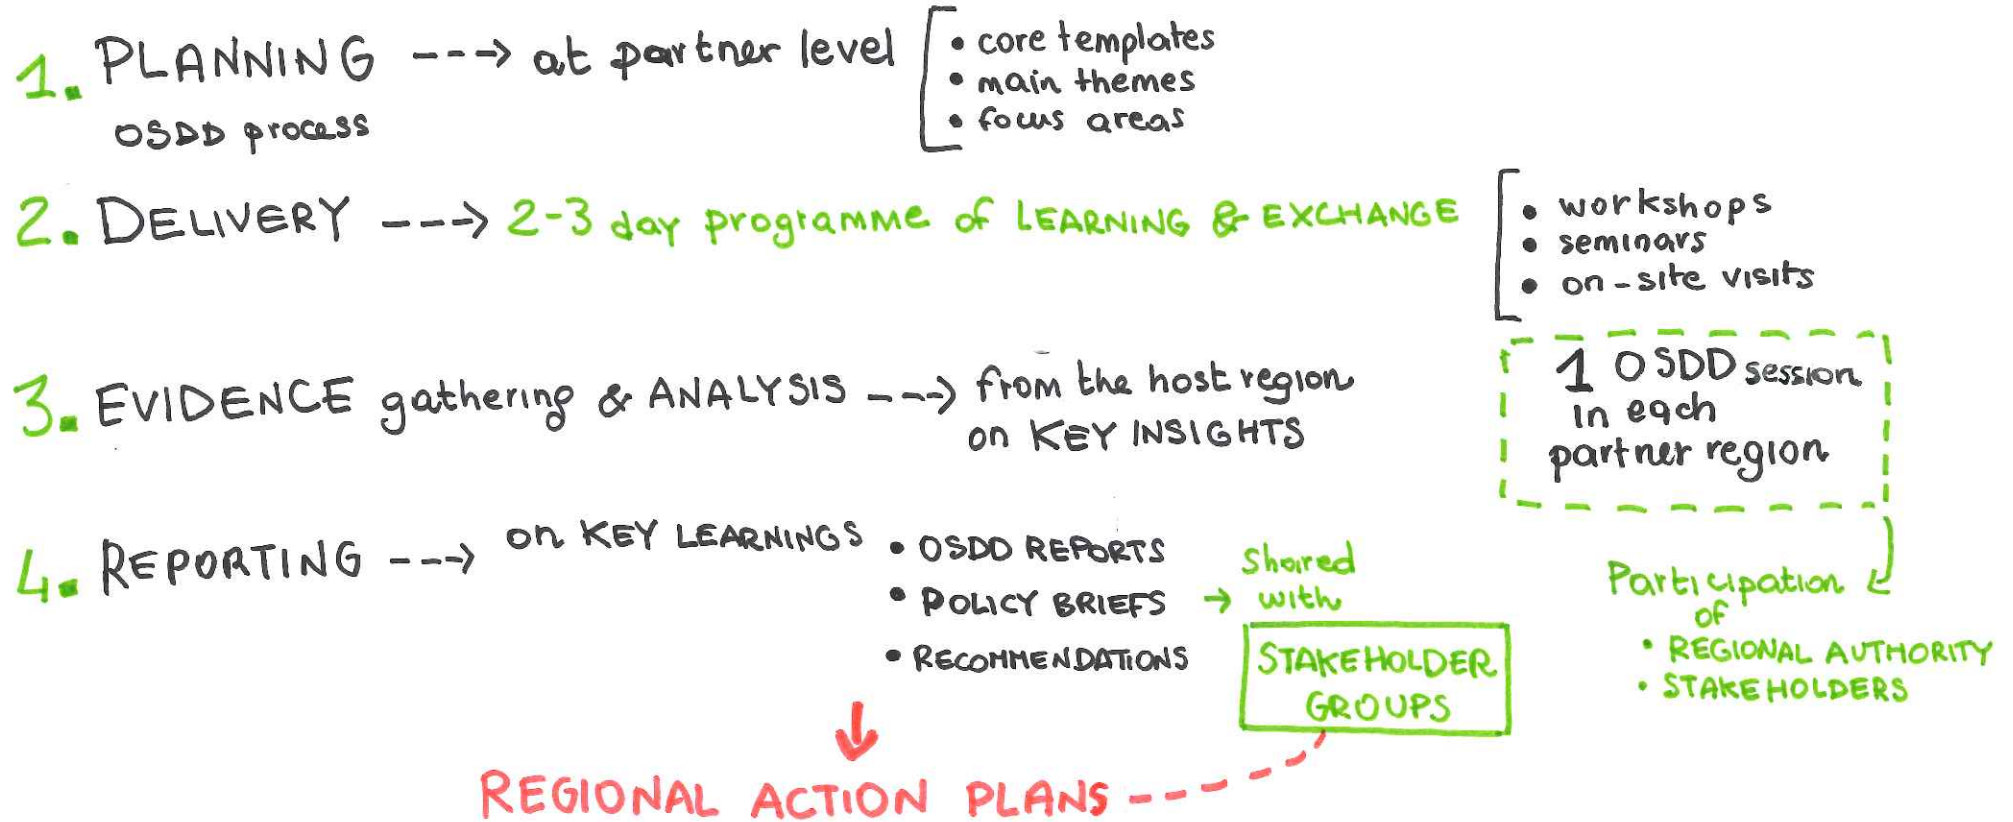 1. PLANNING ---> at partner level
OSDD process
• core templates
• main themes
• focus areas
2. DELIVERY ---> 2-3 day programme of LEARNING & EXCHANGE
• workshops
• seminars
• on-site visits
3. EVIDENCE gathering & ANALYSIS ---> from the host region
on KEY INSIGHTS
1 OSDD session
in each
partner region
Participation
of
• REGIONAL AUTHORITY
• STAKEHOLDERS
4. REPORTING ---> on KEY LEARNINGS
• OSDD REPORTS
• POLICY BRIEFS
• RECOMMENDATIONS
→ shared
with
STAKEHOLDER
GROUPS
REGIONAL ACTION PLANS